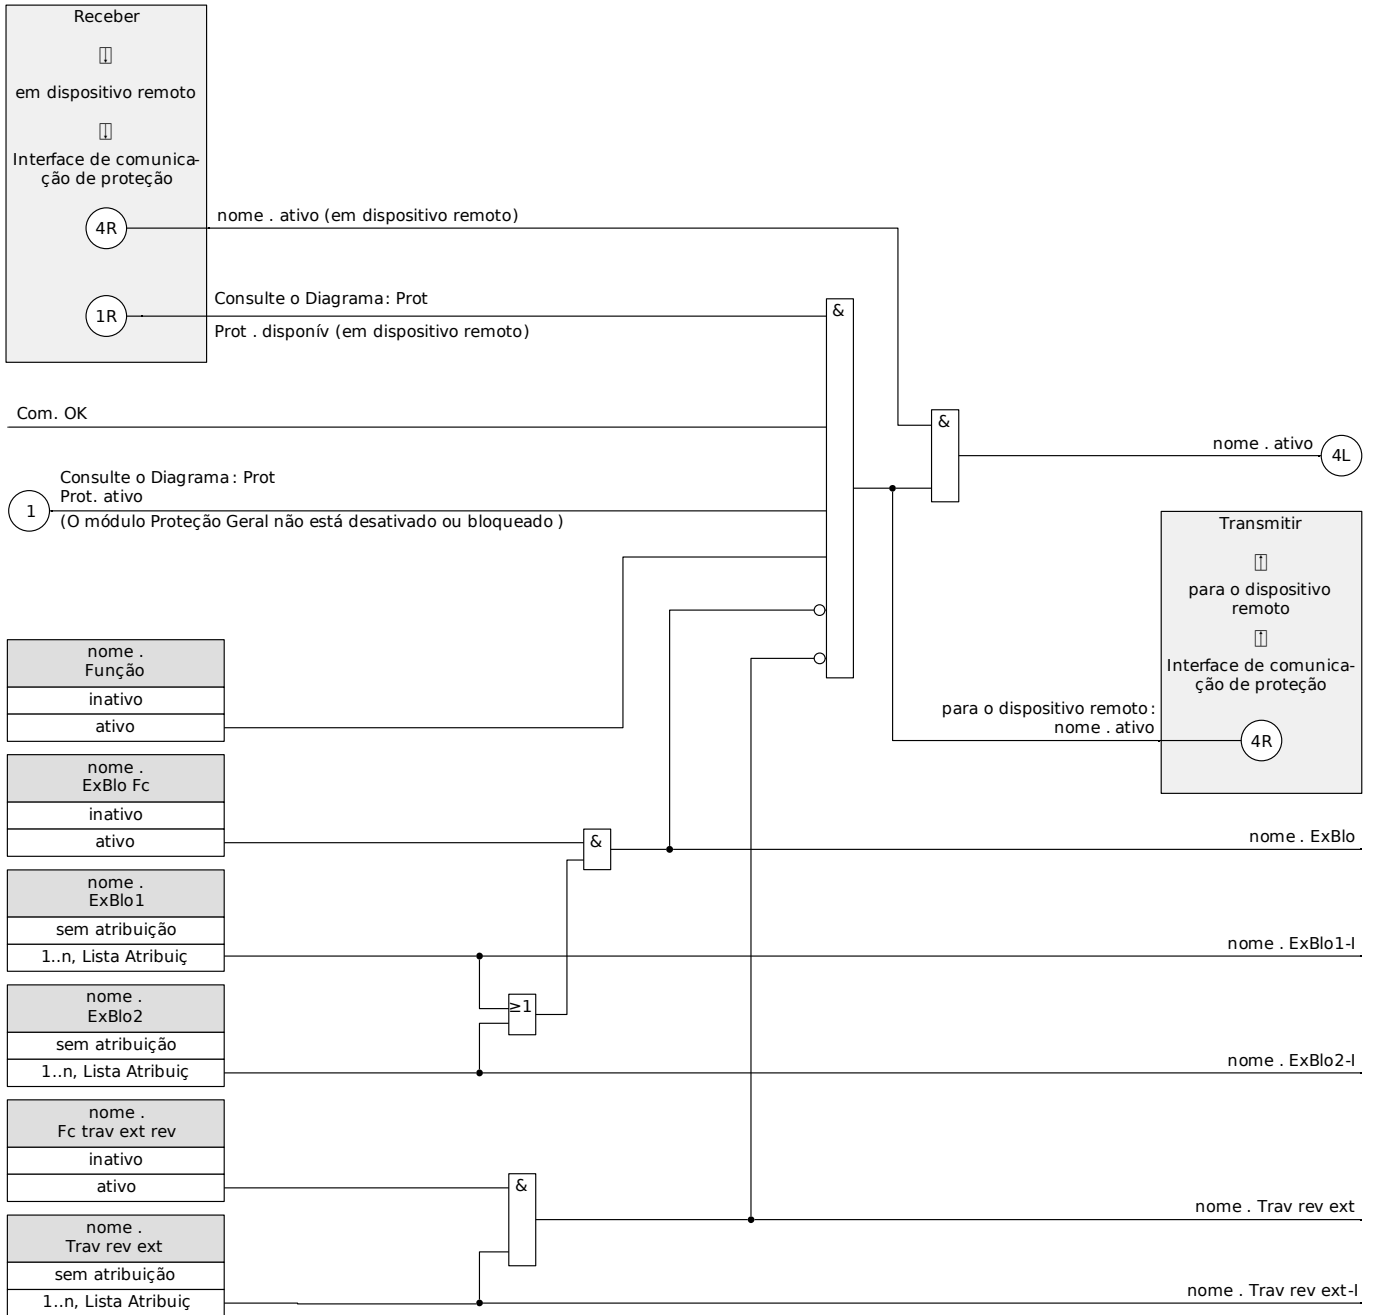 Receber
em dispositivo remoto
Interface de comunica-
ção de proteção
4R
nome . ativo (em dispositivo remoto)
1R
Consulte o Diagrama: Prot
Prot . disponív (em dispositivo remoto)
&
Com. OK
&
nome . ativo
4L
1
Consulte o Diagrama: Prot
Prot. ativo
(O módulo Proteção Geral não está desativado ou bloqueado )
Transmitir
para o dispositivo
remoto
Interface de comunica-
ção de proteção
para o dispositivo remoto:
nome . ativo
4R
nome .
Função
inativo
ativo
nome .
ExBlo Fc
inativo
ativo
&
nome . ExBlo
nome .
ExBlo1
sem atribuição
1..n, Lista Atribuiç
nome . ExBlo1-I
nome .
ExBlo2
sem atribuição
1..n, Lista Atribuiç
≥1
nome . ExBlo2-I
nome .
Fc trav ext rev
inativo
ativo
&
nome . Trav rev ext
nome .
Trav rev ext
sem atribuição
1..n, Lista Atribuiç
nome . Trav rev ext-I